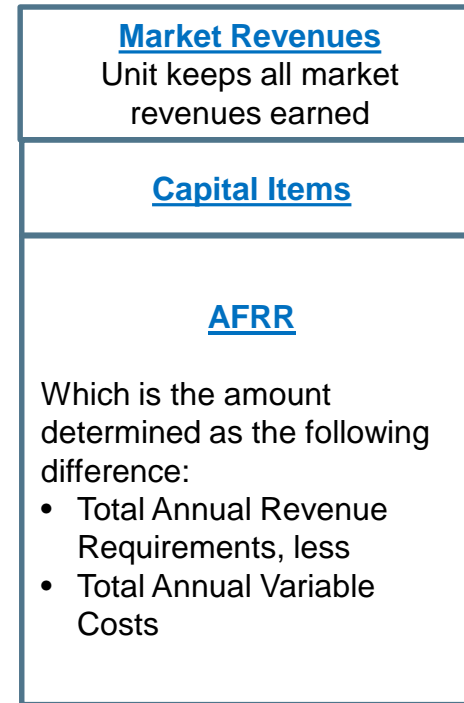 Market Revenues
Unit keeps all market
revenues earned
Capital Items
AFRR
Which is the amount
determined as the following
difference:
• Total Annual Revenue
Requirements, less
• Total Annual Variable
Costs